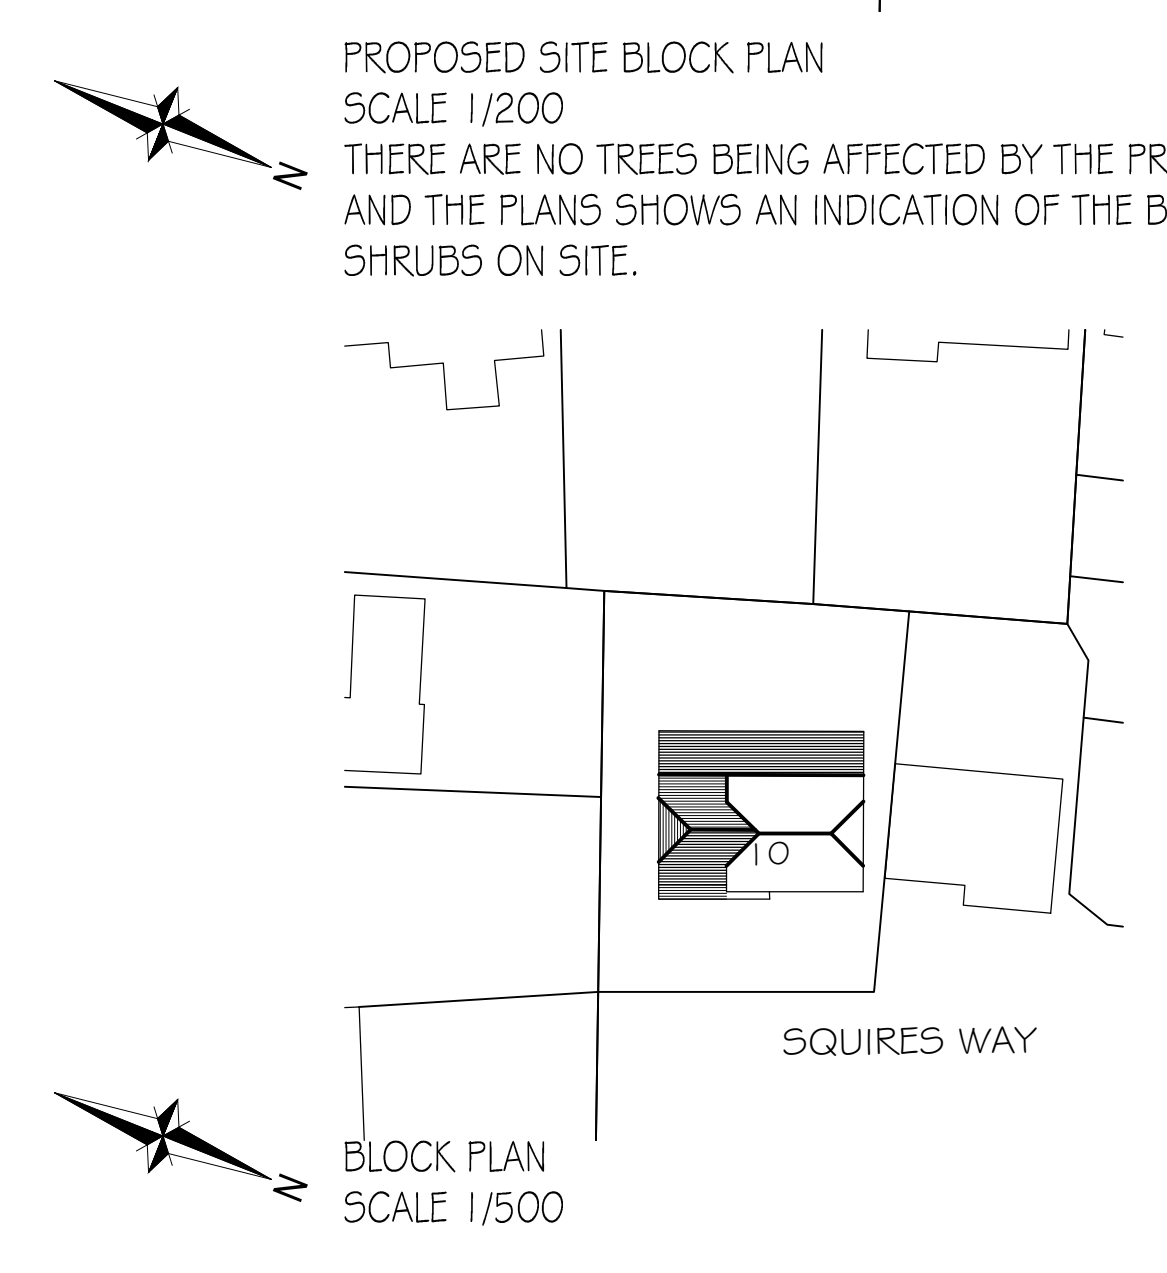 PROPOSED SITE BLOCK PLAN
SCALE 1/200
THERE ARE NO TREES BEING AFFECTED BY THE PR
AND THE PLANS SHOWS AN INDICATION OF THE B
SHRUBS ON SITE.
N
10
SQUIRES WAY
BLOCK PLAN
SCALE 1/500
N